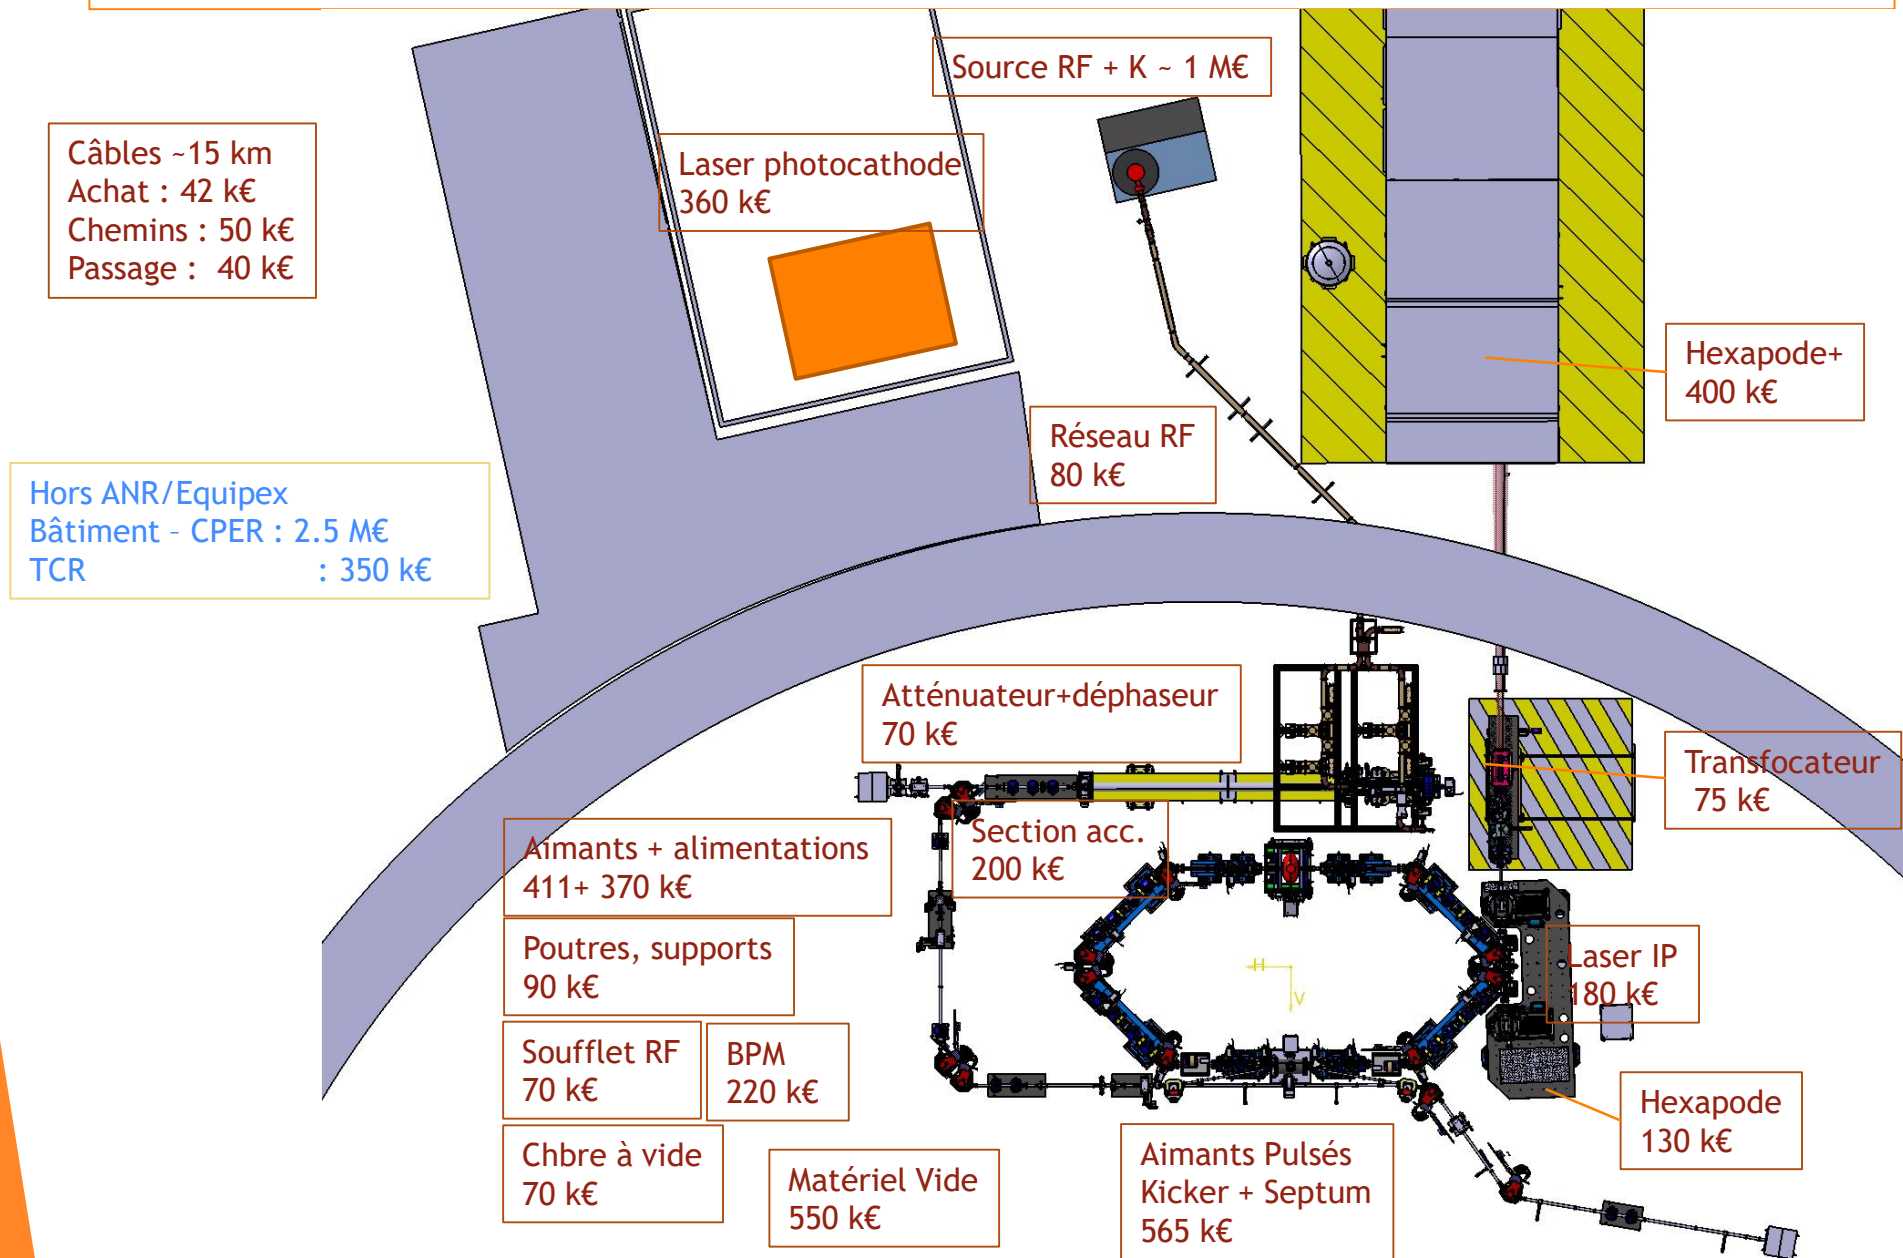 Source RF + K ~ 1 M€
Câbles ~15 km
Achat : 42 k€
Chemins : 50 k€
Passage : 40 k€
Laser photocathode
360 k€
Hexapode+
400 k€
Réseau RF
80 k€
Hors ANR/Equipex
Bâtiment – CPER : 2.5 M€
TCR : 350 k€
Atténuateur+déphaseur
70 k€
Transfocateur
75 k€
Aimants + alimentations
411+ 370 k€
Section acc.
200 k€
Poutres, supports
90 k€
Laser IP
180 k€
H
V
Soufflet RF
70 k€
BPM
220 k€
Hexapode
130 k€
Chbre à vide
70 k€
Matériel Vide
550 k€
Aimants Pulsés
Kicker + Septum
565 k€